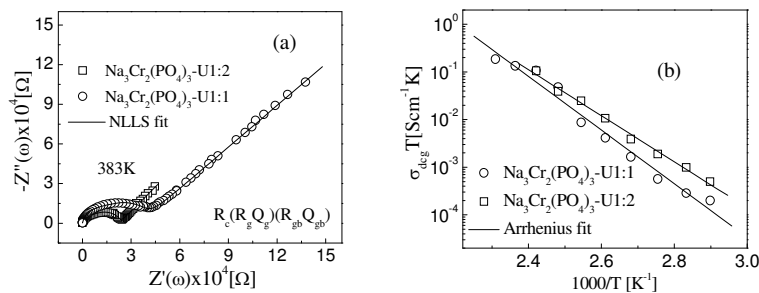 (a)
15
12
9
6
3
0
-Z''(ω)x10⁴[Ω]
Na₃Cr₂(PO₄)₃-U1:2
Na₃Cr₂(PO₄)₃-U1:1
NLLS fit
383K
R_c(R_gQ_g)(R_gbQ_gb)
0 3 6 9 12 15
Z'(ω)x10⁴[Ω]
(b)
10⁰
10⁻¹
10⁻²
10⁻³
10⁻⁴
σ_dcg T[Scm⁻¹K]
Na₃Cr₂(PO₄)₃-U1:1
Na₃Cr₂(PO₄)₃-U1:2
Arrhenius fit
2.4 2.6 2.8 3.0
1000/T [K⁻¹]